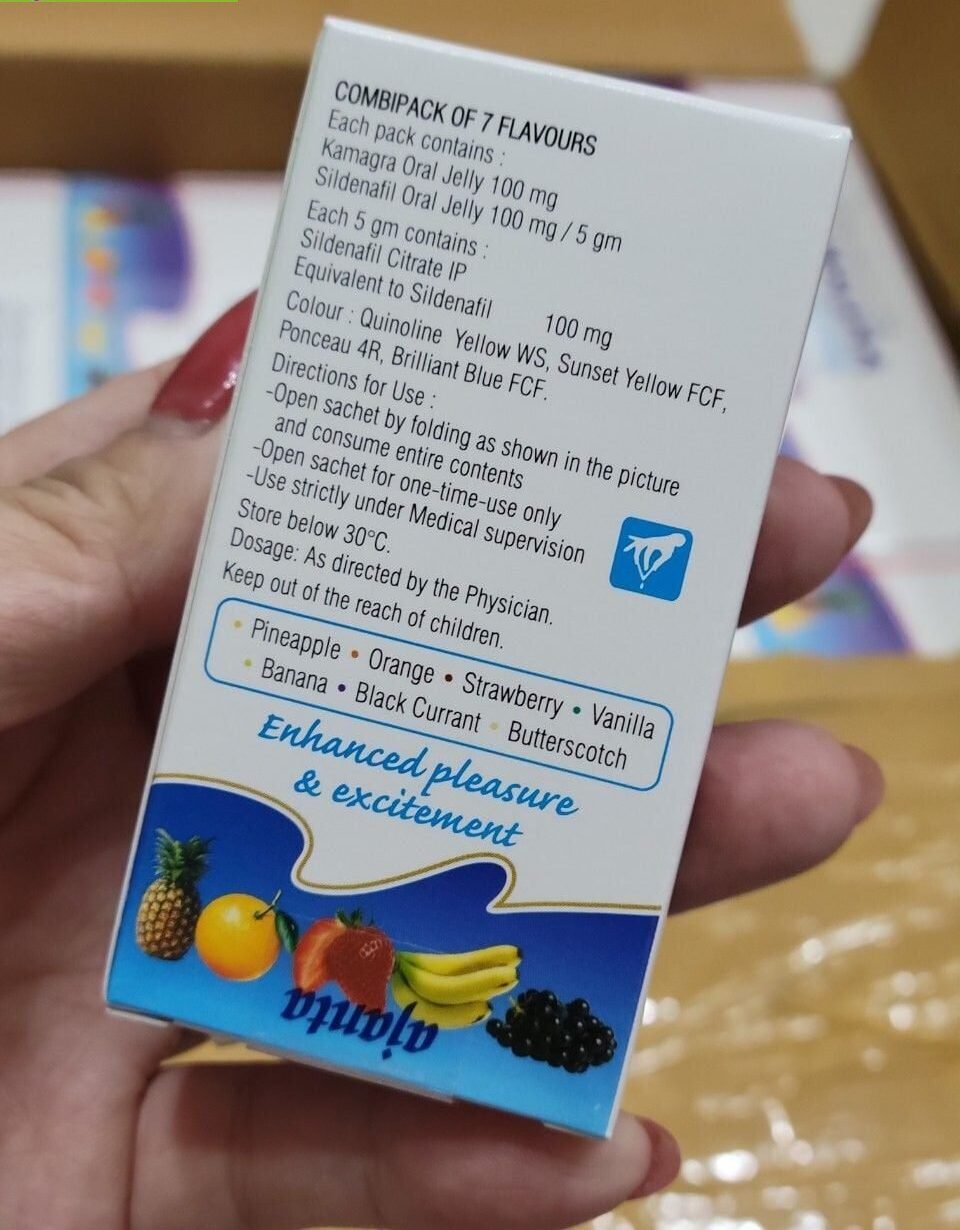 COMBIPACK OF 7 FLAVOURS
Each pack contains :
Kamagra Oral Jelly 100 mg
Sildenafil Oral Jelly 100 mg / 5 gm
Each 5 gm contains :
Sildenafil Citrate IP
Equivalent to Sildenafil 100 mg
Colour : Quinoline Yellow WS, Sunset Yellow FCF,
Ponceau 4R, Brilliant Blue FCF.
Directions for Use :
-Open sachet by folding as shown in the picture
and consume entire contents
-Open sachet for one-time-use only
-Use strictly under Medical supervision
Store below 30°C.
Dosage: As directed by the Physician.
Keep out of the reach of children.
• Pineapple • Orange • Strawberry • Vanilla
• Banana • Black Currant • Butterscotch
Enhanced pleasure
& excitement
ajanta